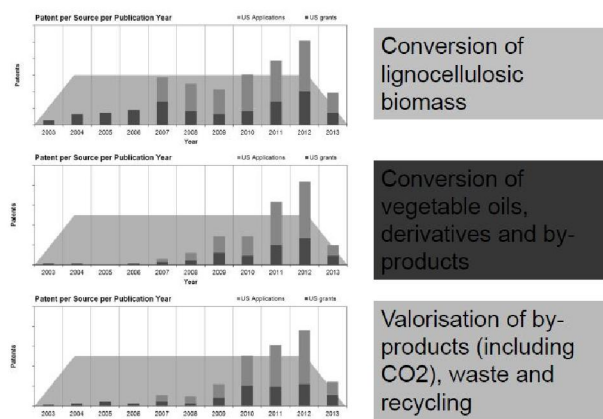 Patent per Source per Publication Year
US Applications US grants
Patents
2003 2004 2005 2006 2007 2008 2009 2010 2011 2012 2013
Year
Conversion of
lignocellulosic
biomass
Patent per Source per Publication Year
US Applications US grants
Patents
2003 2004 2005 2006 2007 2008 2009 2010 2011 2012 2013
Year
Conversion of
vegetable oils,
derivatives and by-
products
Patent per Source per Publication Year
US Applications US grants
Patents
2003 2004 2005 2006 2007 2008 2009 2010 2011 2012 2013
Valorisation of by-
products (including
CO2), waste and
recycling